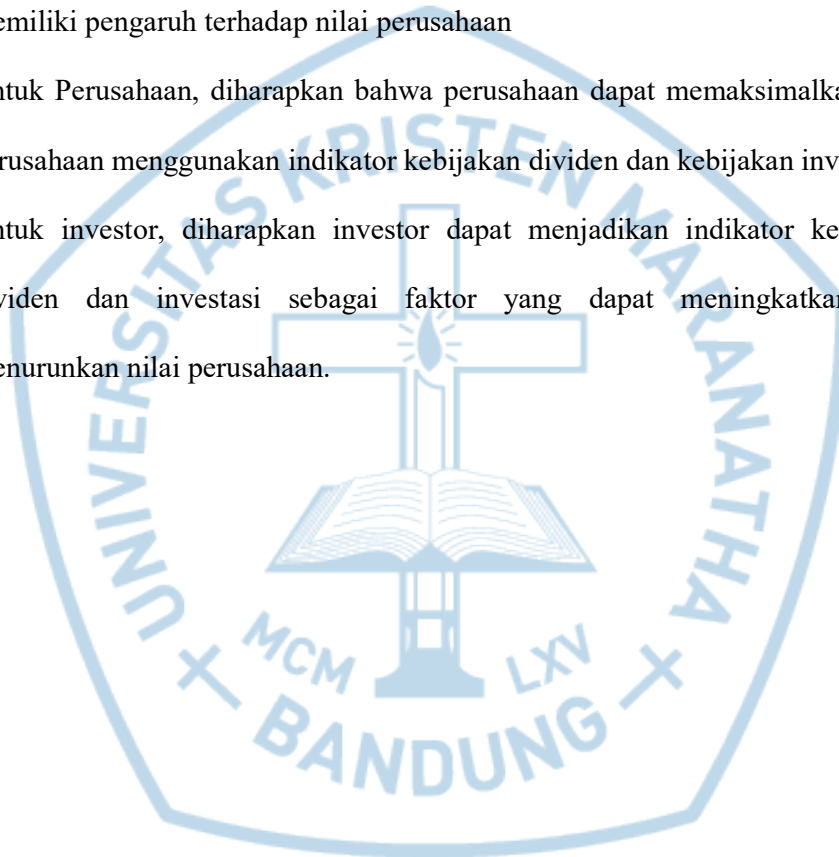 emiliki pengaruh terhadap nilai perusahaan
ntuk Perusahaan, diharapkan bahwa perusahaan dapat memaksimalka
rusahaan menggunakan indikator kebijakan dividen dan kebijakan inv
ntuk investor, diharapkan investor dapat menjadikan indikator ke
viden dan investasi sebagai faktor yang dapat meningkatkan
enurunkan nilai perusahaan.
UNIVERSITAS KRISTEN MARANATHA
MCM LXV
BANDUNG